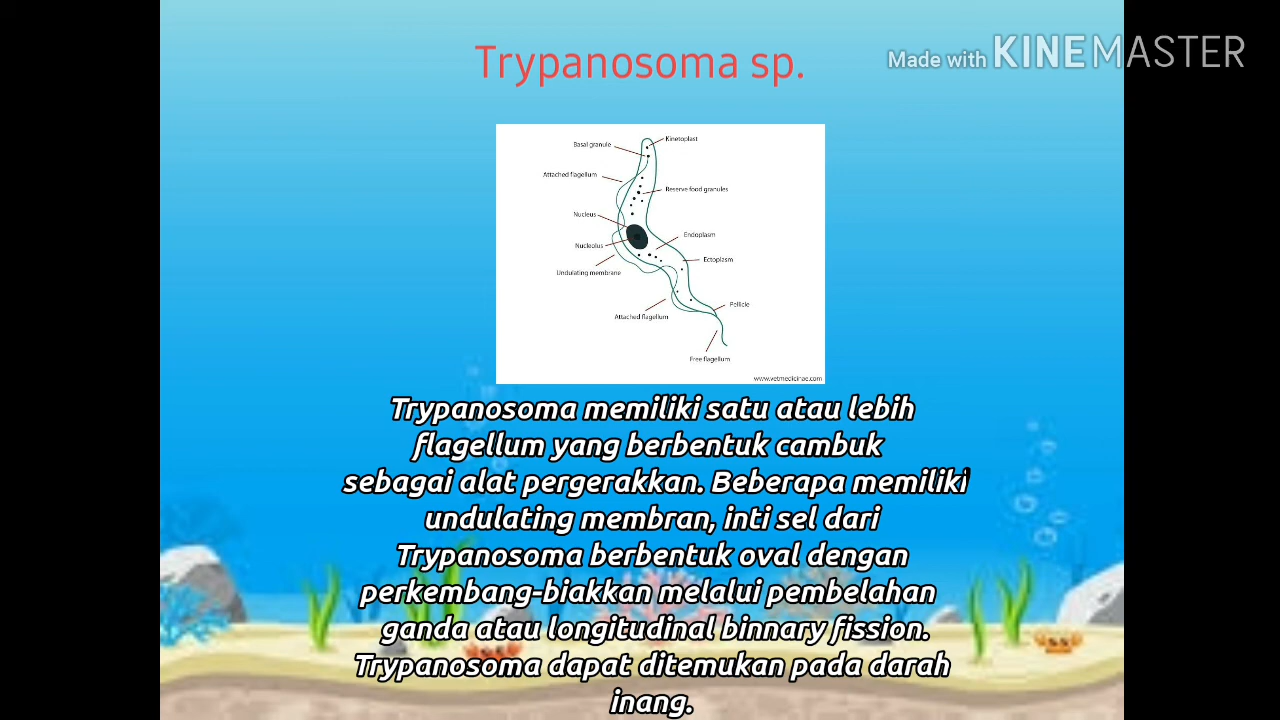 Trypanosoma sp.
Made with KINEMASTER
Kinetoplast
Basal granule
Attached flagellum
Reserve food granules
Nucleus
Endoplasm
Nucleolus
Ectoplasm
Undulating membrane
Pellicle
Attached flagellum
Free flagellum
www.vetmedicinae.com
Trypanosoma memiliki satu atau lebih
flagellum yang berbentuk cambuk
sebagai alat pergerakkan. Beberapa memiliki
undulating membran, inti sel dari
Trypanosoma berbentuk oval dengan
perkembang-biakkan melalui pembelahan
ganda atau longitudinal binnary fission.
Trypanosoma dapat ditemukan pada darah
inang.